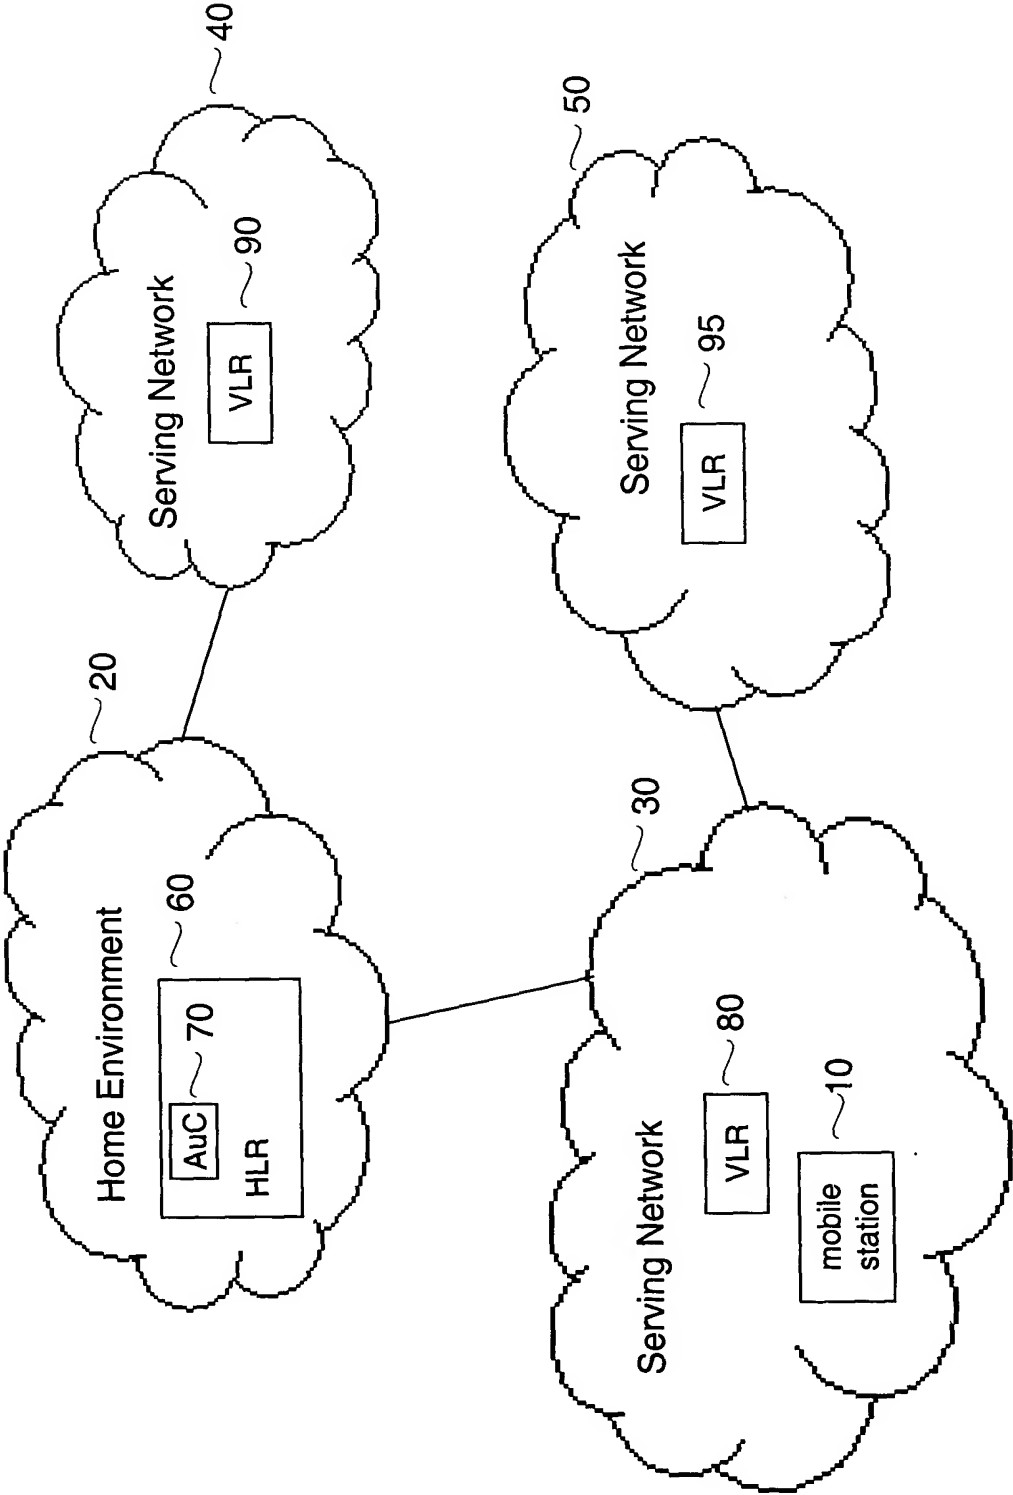 Home Environment
20
60
AuC
70
HLR
Serving Network
40
VLR
90
Serving Network
30
VLR
80
mobile
station
10
Serving Network
50
VLR
95